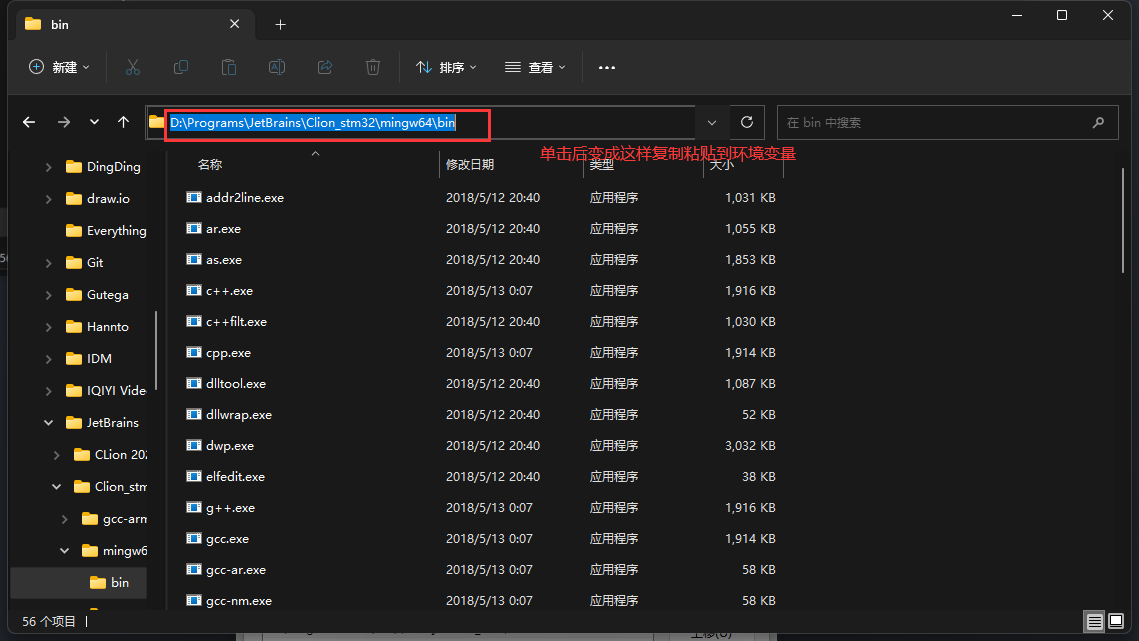 bin
新建
排序
查看
D:\Programs\JetBrains\Clion_stm32\mingw64\bin
在 bin 中搜索
单击后变成这样复制粘贴到环境变量
名称 修改日期 类型 大小
DingDing
draw.io
Everything
Git
Gutega
Hannto
IDM
IQIYI Vide
JetBrains
CLion 202
Clion_stm
gcc-arm
mingw6
bin
addr2line.exe 2018/5/12 20:40 应用程序 1,031 KB
ar.exe 2018/5/12 20:40 应用程序 1,055 KB
as.exe 2018/5/12 20:40 应用程序 1,853 KB
c++.exe 2018/5/13 0:07 应用程序 1,916 KB
c++filt.exe 2018/5/12 20:40 应用程序 1,030 KB
cpp.exe 2018/5/13 0:07 应用程序 1,914 KB
dlltool.exe 2018/5/12 20:40 应用程序 1,087 KB
dllwrap.exe 2018/5/12 20:40 应用程序 52 KB
dwp.exe 2018/5/12 20:40 应用程序 3,032 KB
elfedit.exe 2018/5/12 20:40 应用程序 38 KB
g++.exe 2018/5/13 0:07 应用程序 1,916 KB
gcc.exe 2018/5/13 0:07 应用程序 1,914 KB
gcc-ar.exe 2018/5/13 0:07 应用程序 58 KB
gcc-nm.exe 2018/5/13 0:07 应用程序 58 KB
56 个项目